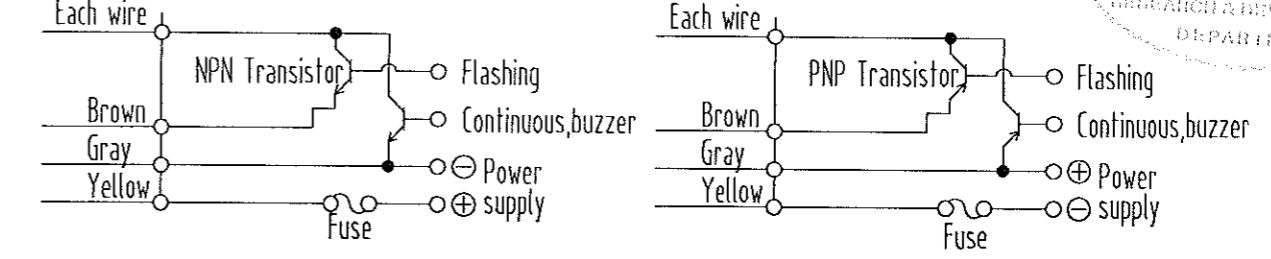 Each wire
NPN Transistor
Flashing
Brown
Continuous,buzzer
Gray
⊖ Power
Yellow
⊕ supply
Fuse
Each wire
PNP Transistor
Flashing
Brown
Continuous,buzzer
Gray
⊕ Power
Yellow
⊖ supply
Fuse